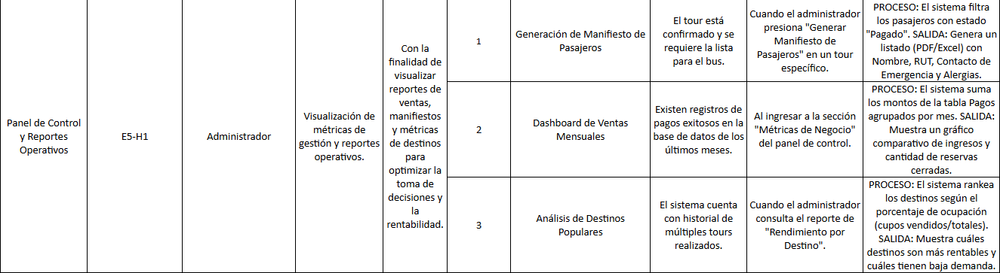 Panel de Control
y Reportes
Operativos
E5-H1
Administrador
Visualización de
métricas de
gestión y reportes
operativos.
Con la
finalidad de
visualizar
reportes de
ventas,
manifiestos
y métricas
de destinos
para
optimizar la
toma de
decisiones y
la
rentabilidad.
1
Generación de Manifiesto de
Pasajeros
El tour está
confirmado y se
requiere la lista
para el bus.
Cuando el administrador
presiona "Generar
Manifiesto de
Pasajeros" en un tour
específico.
PROCESO: El sistema filtra
los pasajeros con estado
"Pagado". SALIDA: Genera un
listado (PDF/Excel) con
Nombre, RUT, Contacto de
Emergencia y Alergias.
2
Dashboard de Ventas
Mensuales
Existen registros de
pagos exitosos en la
base de datos de los
últimos meses.
Al ingresar a la sección
"Métricas de Negocio"
del panel de control.
PROCESO: El sistema suma
los montos de la tabla Pagos
agrupados por mes. SALIDA:
Muestra un gráfico
comparativo de ingresos y
cantidad de reservas
cerradas.
3
Análisis de Destinos
Populares
El sistema cuenta
con historial de
múltiples tours
realizados.
Cuando el administrador
consulta el reporte de
"Rendimiento por
Destino".
PROCESO: El sistema rankea
los destinos según el
porcentaje de ocupación
(cupos vendidos/totales).
SALIDA: Muestra cuáles
destinos son más rentables y
cuáles tienen baja demanda.